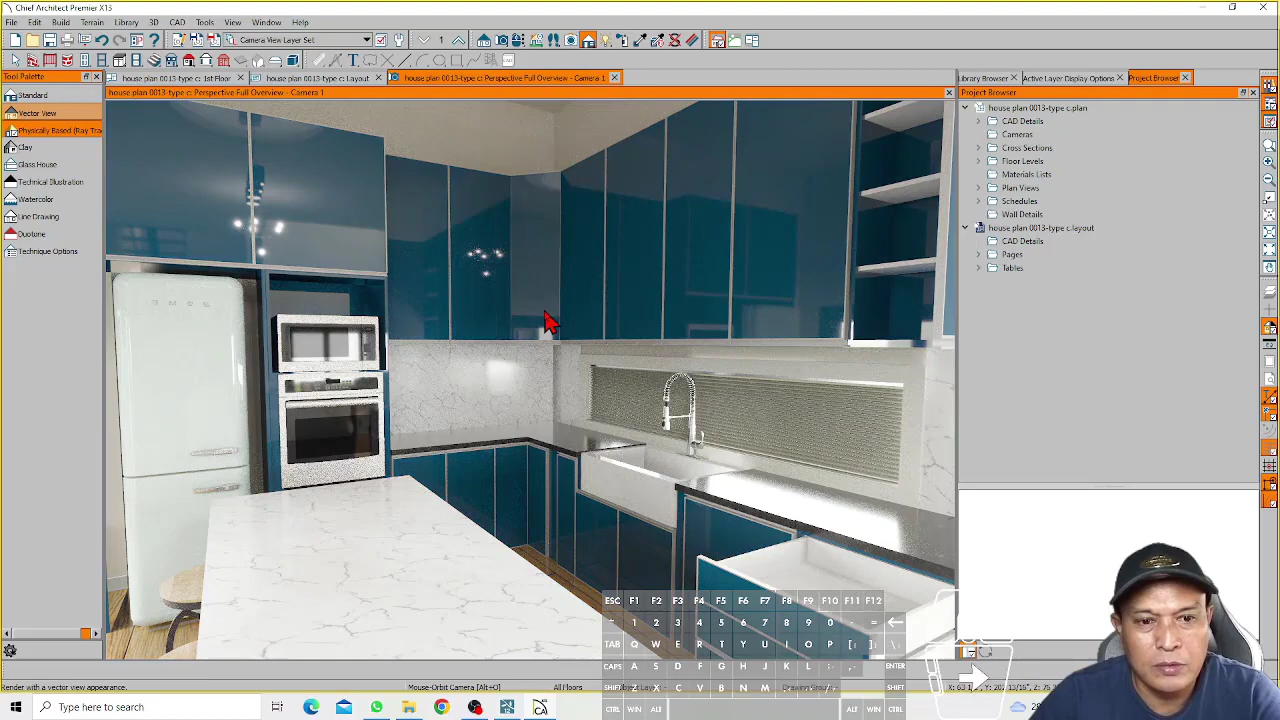 Chief Architect Premier X13
File Edit Build Terrain Library 3D CAD Tools View Window Help
Camera View Layer Set
1
Tool Palette
house plan 0013-type c: 1st Floor
house plan 0013-type c: Layout
house plan 0013-type c: Perspective Full Overview - Camera 1
Library Browser
Active Layer Display Options
Project Browser
Standard
Vector View
Physically Based (Ray Tra
Clay
Glass House
Technical Illustration
Watercolor
Line Drawing
Duotone
Technique Options
house plan 0013-type c: Perspective Full Overview - Camera 1
SMEG
Project Browser
house plan 0013-type c.plan
CAD Details
Cameras
Cross Sections
Floor Levels
Materials Lists
Plan Views
Schedules
Wall Details
house plan 0013-type c.layout
CAD Details
Pages
Tables
ESC F1 F2 F3 F4 F5 F6 F7 F8 F9 F10 F11 F12
1 2 3 4 5 6 7 8 9 0 - =
TAB Q W E R T Y U I O P [ ] \
CAPS A S D F G H J K L ENTER
SHIFT Z X C V B N M SHIFT
CTRL WIN ALT ALT WIN CTRL
Render with a vector view appearance.
Mouse-Orbit Camera [Alt+O]
All Floors
Type here to search